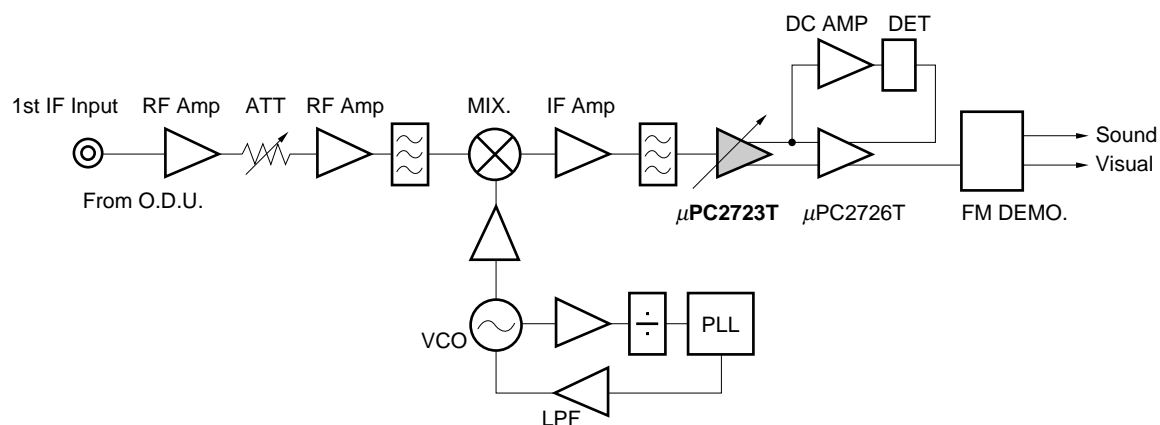 DC AMP
DET
1st IF Input
RF Amp
ATT
RF Amp
MIX.
IF Amp
Sound
Visual
From O.D.U.
μPC2723T
μPC2726T
FM DEMO.
VCO
÷
PLL
LPF